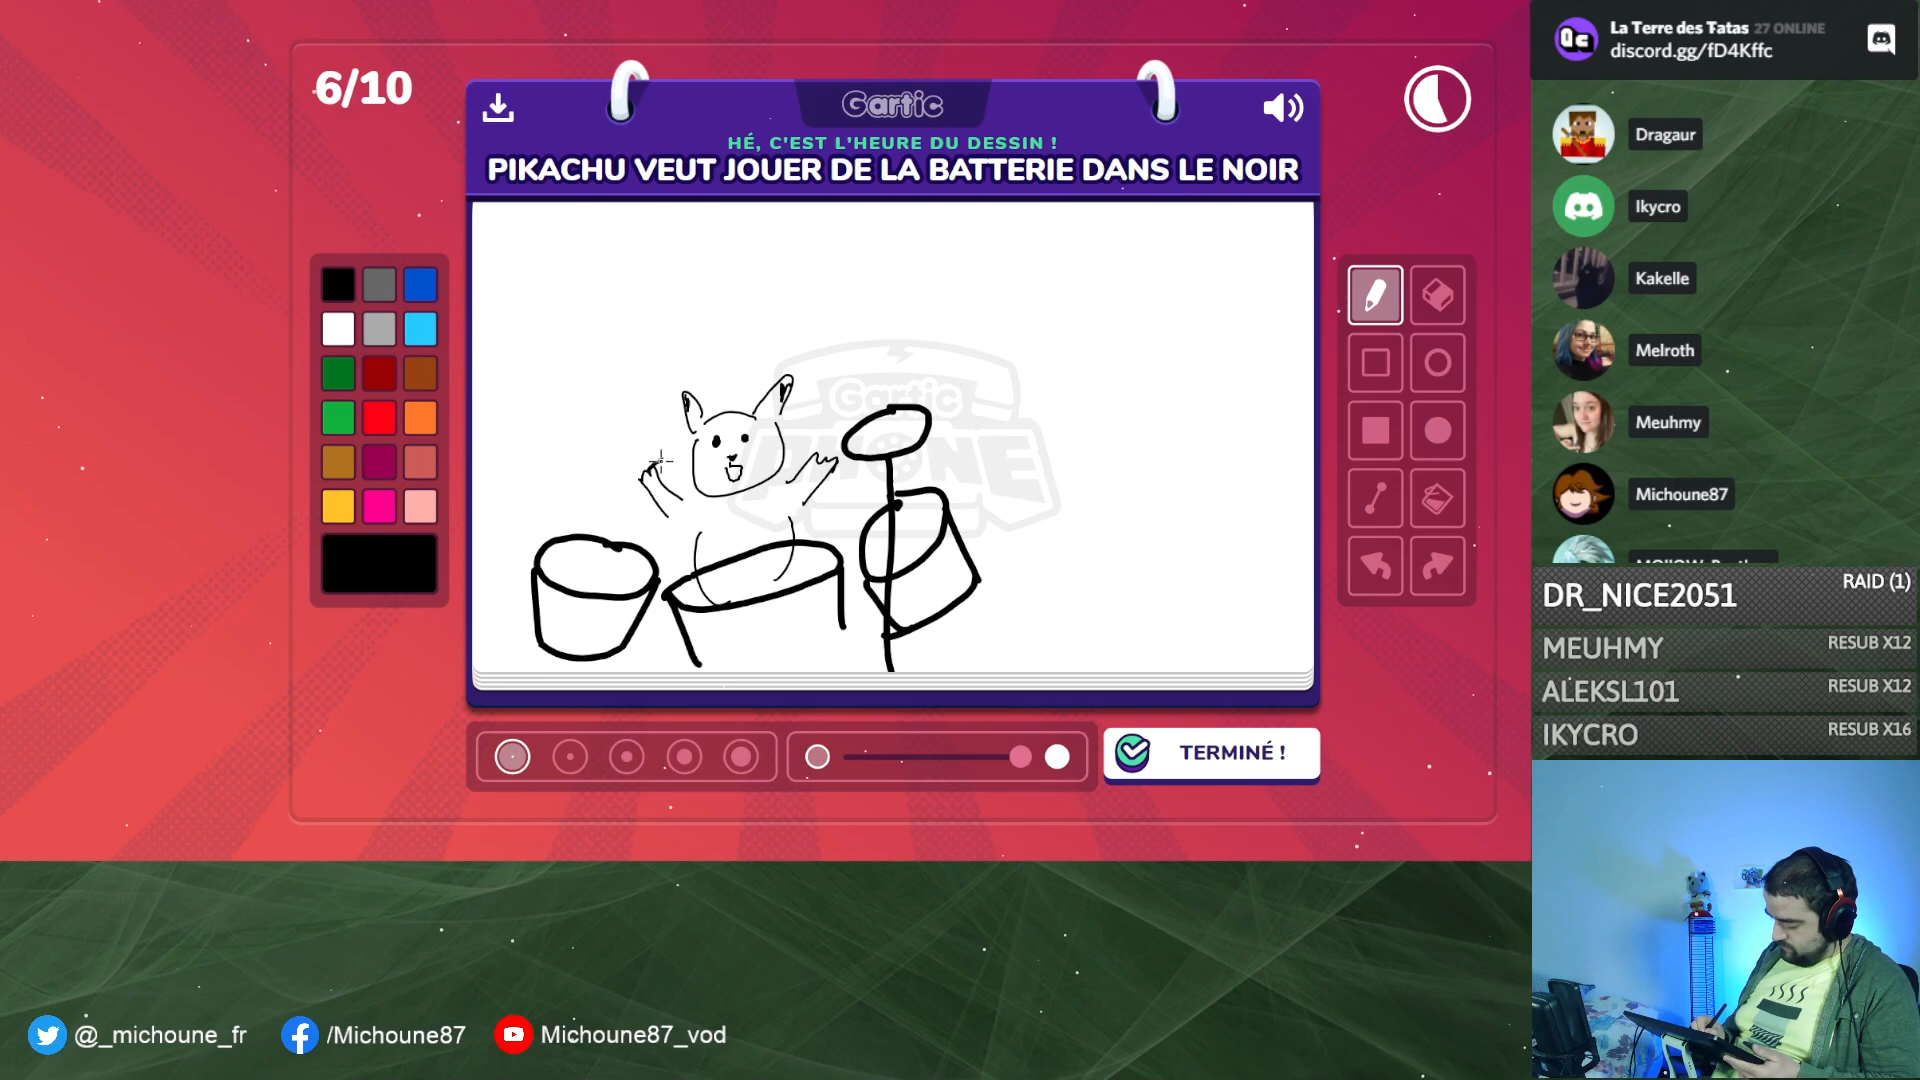 6/10
Gartic
HÉ, C'EST L'HEURE DU DESSIN !
PIKACHU VEUT JOUER DE LA BATTERIE DANS LE NOIR
Gartic
PHONE
TERMINÉ !
La Terre des Tatas 27 ONLINE
discord.gg/fD4Kffc
Dragaur
Ikycro
Kakelle
Melroth
Meuhmy
Michoune87
DR_NICE2051 RAID (1)
MEUHMY RESUB X12
ALEKSL101 RESUB X12
IKYCRO RESUB X16
@_michoune_fr
/Michoune87
Michoune87_vod